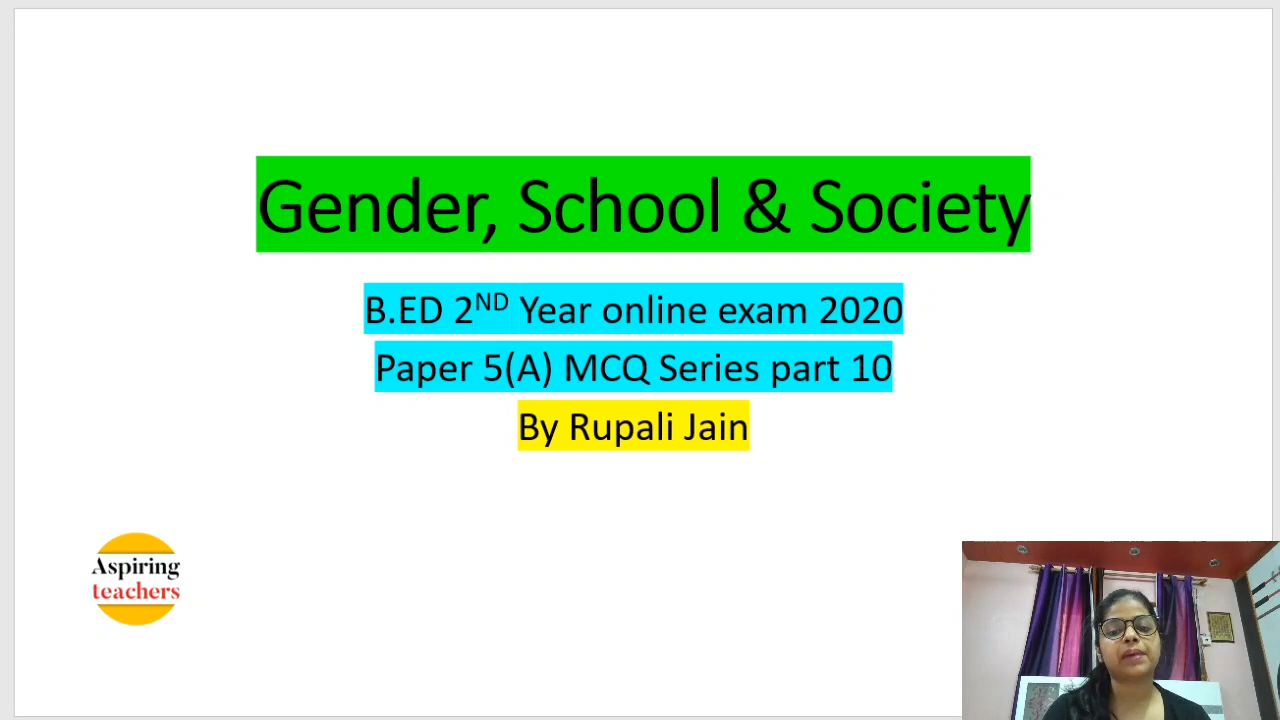 Gender, School & Society
B.ED 2ND Year online exam 2020
Paper 5(A) MCQ Series part 10
By Rupali Jain
Aspiring
teachers